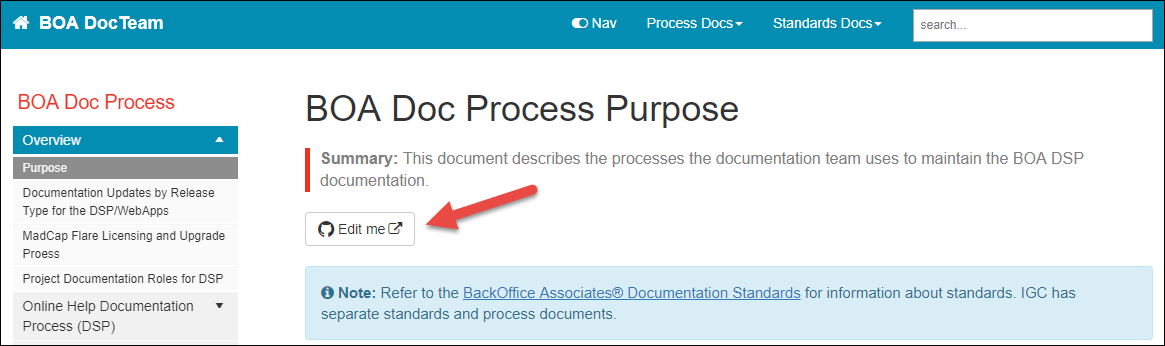 BOA DocTeam
Nav
Process Docs
Standards Docs
search...
BOA Doc Process
Overview
Purpose
Documentation Updates by Release
Type for the DSP/WebApps
MadCap Flare Licensing and Upgrade
Proess
Project Documentation Roles for DSP
Online Help Documentation
Process (DSP)
BOA Doc Process Purpose
Summary: This document describes the processes the documentation team uses to maintain the BOA DSP
documentation.
Edit me
Note: Refer to the BackOffice Associates® Documentation Standards for information about standards. IGC has
separate standards and process documents.